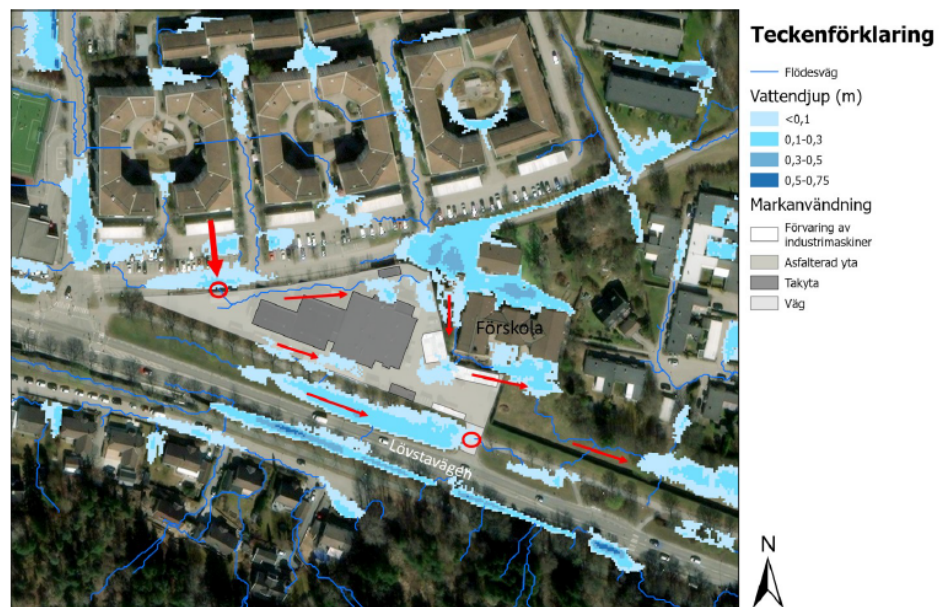 Teckenförklaring
Flödesväg
Vattendjup (m)
<0,1
0,1-0,3
0,3-0,5
0,5-0,75
Markanvändning
Förvaring av
industrimaskiner
Asfalterad yta
Takyta
Väg
Förskola
Lövstavägen
N